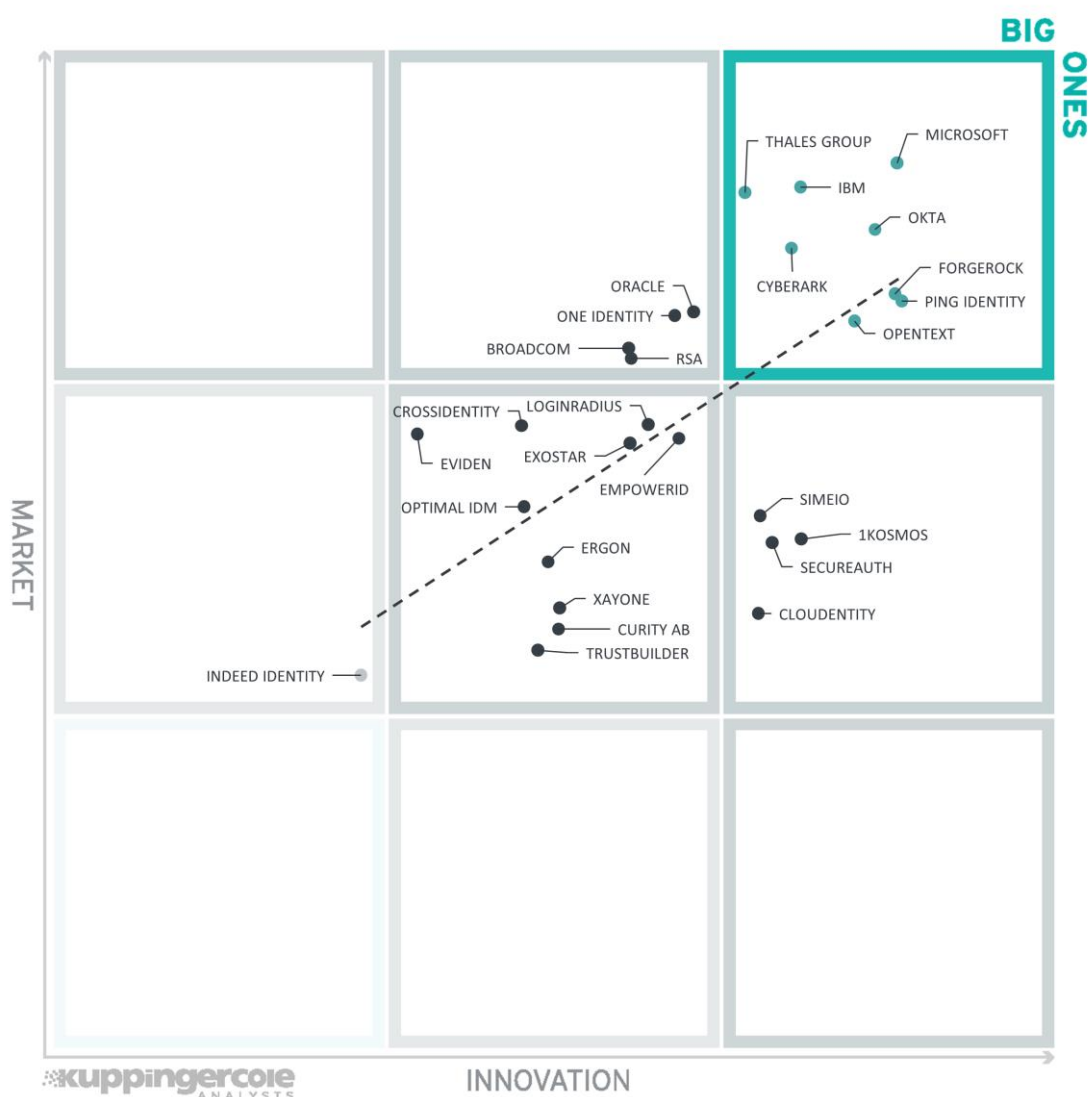 BIG
ONES
THALES GROUP
MICROSOFT
IBM
OKTA
CYBERARK
FORGEROCK
PING IDENTITY
OPENTEXT
ORACLE
ONE IDENTITY
BROADCOM
RSA
CROSSIDENTITY
LOGINRADIUS
EVIDEN
EXOSTAR
EMPOWERID
OPTIMAL IDM
SIMEIO
1KOSMOS
SECUREAUTH
ERGON
XAYONE
CLOUDENTITY
CURITY AB
TRUSTBUILDER
INDEED IDENTITY
MARKET
INNOVATION
kuppingercole
ANALYSTS